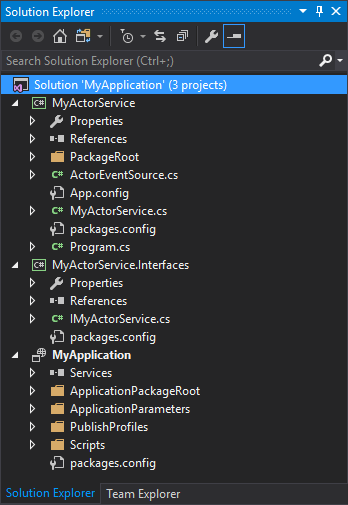 Solution Explorer
Search Solution Explorer (Ctrl+;)
Solution 'MyApplication' (3 projects)
C# MyActorService
Properties
References
PackageRoot
C# ActorEventSource.cs
App.config
C# MyActorService.cs
packages.config
C# Program.cs
C# MyActorService.Interfaces
Properties
References
C# IMyActorService.cs
packages.config
MyApplication
Services
ApplicationPackageRoot
ApplicationParameters
PublishProfiles
Scripts
packages.config
Solution Explorer Team Explorer